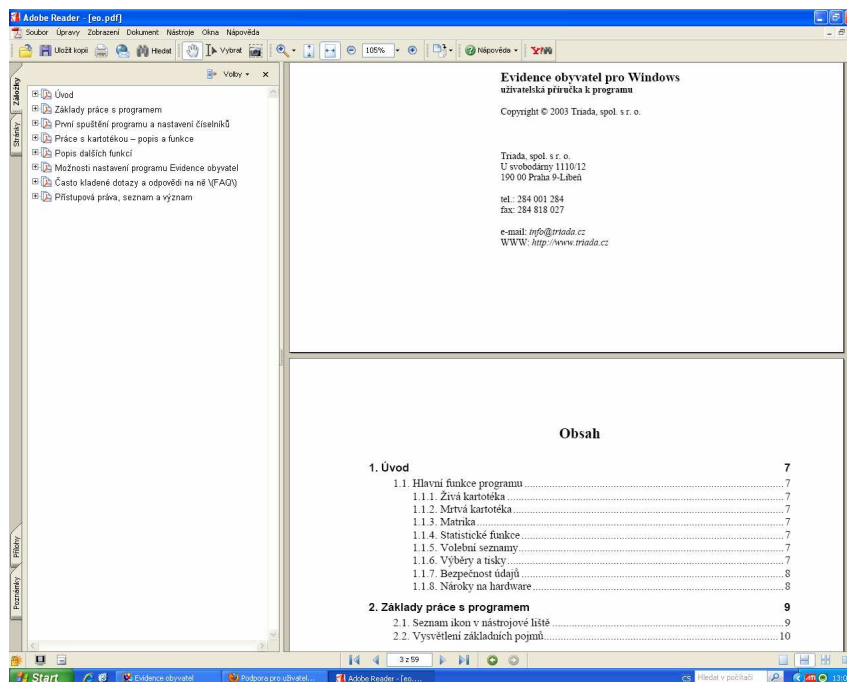 Adobe Reader - [eo.pdf]
Soubor Úpravy Zobrazení Dokument Nástroje Okna Nápověda
Uložit kopii Hledat Vybrat 105% Nápověda
Volby x
Záložky
Stránky
Přílohy
Poznámky
Úvod
Základy práce s programem
První spuštění programu a nastavení číselníků
Práce s kartotékou – popis a funkce
Popis dalších funkcí
Možnosti nastavení programu Evidence obyvatel
Často kladené dotazy a odpovědi na ně \(FAQ\)
Přístupová práva, seznam a význam
Evidence obyvatel pro Windows
uživatelská příručka k programu
Copyright © 2003 Triada, spol. s r. o.
Triada, spol. s r. o.
U svobodárny 1110/12
190 00 Praha 9-Libeň
tel.: 284 001 284
fax: 284 818 027
e-mail: info@triada.cz
WWW: http://www.triada.cz
Obsah
1. Úvod 7
1.1. Hlavní funkce programu 7
1.1.1. Živá kartotéka 7
1.1.2. Mrtvá kartotéka 7
1.1.3. Matrika 7
1.1.4. Statistické funkce 7
1.1.5. Volební seznamy 7
1.1.6. Výběry a tisky 7
1.1.7. Bezpečnost údajů 8
1.1.8. Nároky na hardware 8
2. Základy práce s programem 9
2.1. Seznam ikon v nástrojové liště 9
2.2. Vysvětlení základních pojmů 10
3 z 59
Start Evidence obyvatel Podpora pro uživatel... Adobe Reader - [eo.... CS Hledat v počítači